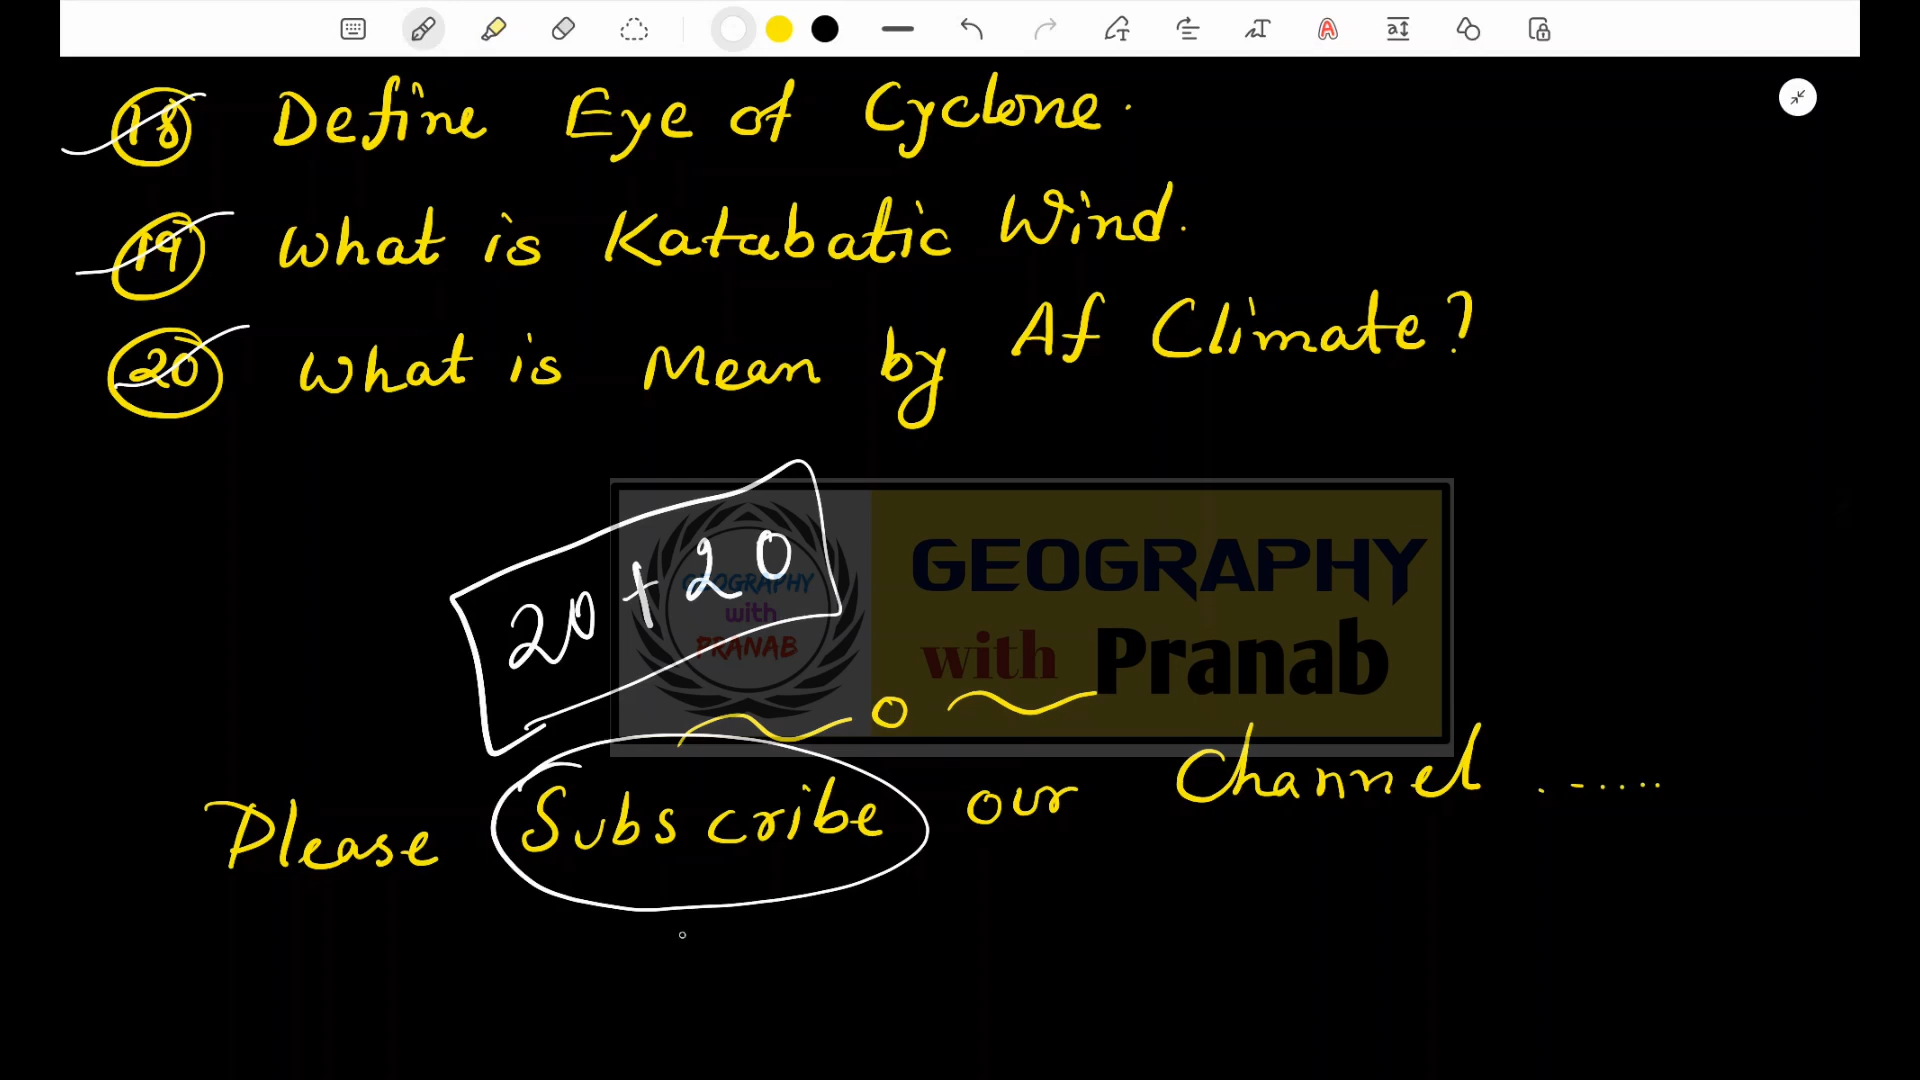 18 Define Eye of Cyclone.
19 What is Katabatic Wind.
20 What is Mean by Af Climate?
20 + 20
GEOGRAPHY
with
PRANAB
GEOGRAPHY
with Pranab
Please Subscribe our Channel .......